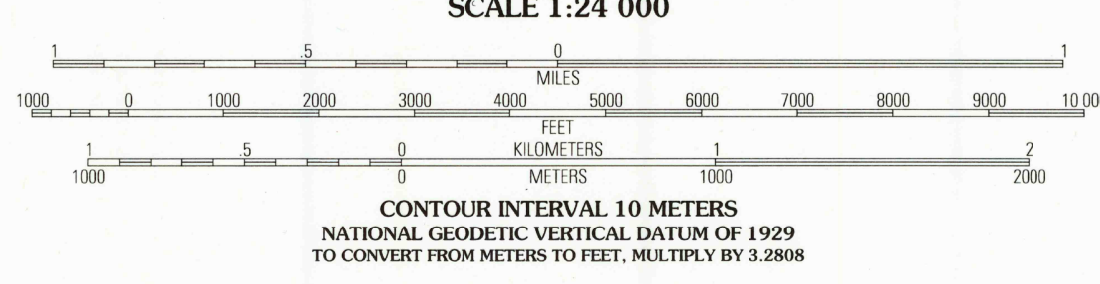 SCALE 1:24 000
1 .5 0 1
MILES
1000 0 1000 2000 3000 4000 5000 6000 7000 8000 9000 10 00
FEET
1 .5 0 KILOMETERS 1 2
1000 0 METERS 1000 2000
CONTOUR INTERVAL 10 METERS
NATIONAL GEODETIC VERTICAL DATUM OF 1929
TO CONVERT FROM METERS TO FEET, MULTIPLY BY 3.2808